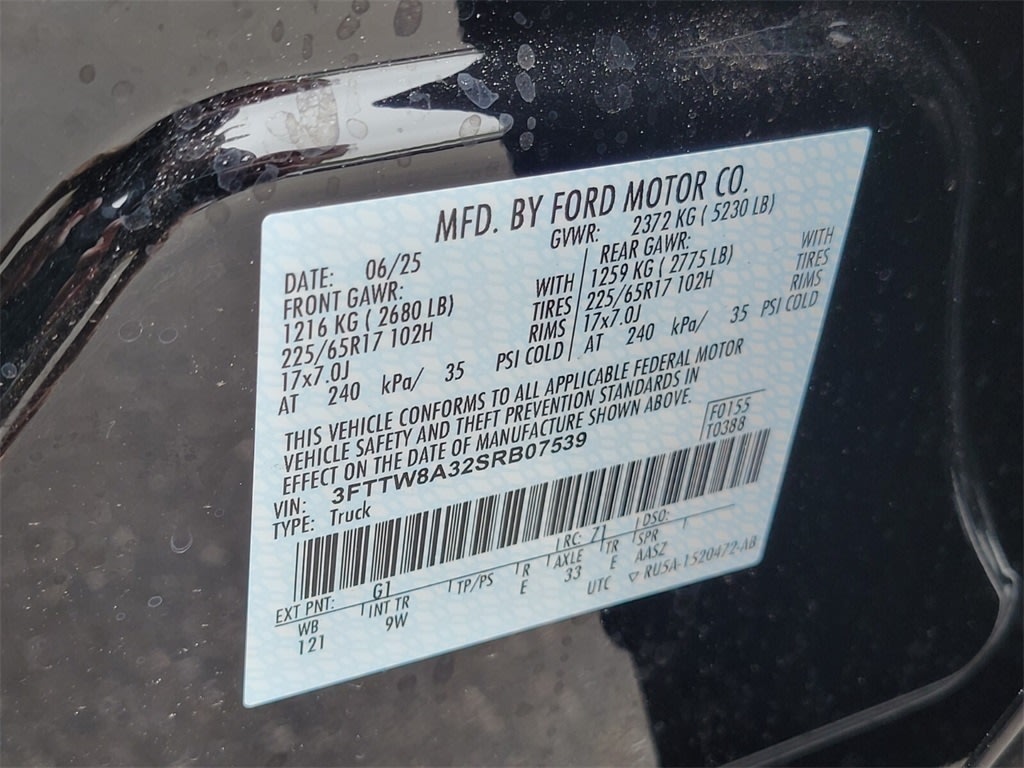 MFD. BY FORD MOTOR CO.
DATE: 06/25 GVWR: 2372 KG ( 5230 LB)
FRONT GAWR: REAR GAWR:
1216 KG ( 2680 LB) WITH 1259 KG ( 2775 LB) WITH
225/65R17 102H TIRES 225/65R17 102H TIRES
17x7.0J RIMS 17x7.0J RIMS
AT 240 kPa/ 35 PSI COLD AT 240 kPa/ 35 PSI COLD
THIS VEHICLE CONFORMS TO ALL APPLICABLE FEDERAL MOTOR
VEHICLE SAFETY AND THEFT PREVENTION STANDARDS IN
EFFECT ON THE DATE OF MANUFACTURE SHOWN ABOVE.
F0155
VIN: 3FTTW8A32SRB07539
T0388
TYPE: Truck
EXT PNT: G1 RC: 71 DSO:
WB INT TR TP/PS R AXLE TR SPR
121 9W E 33 E AASZ
UTC ▽ RU5A-1520472-AB